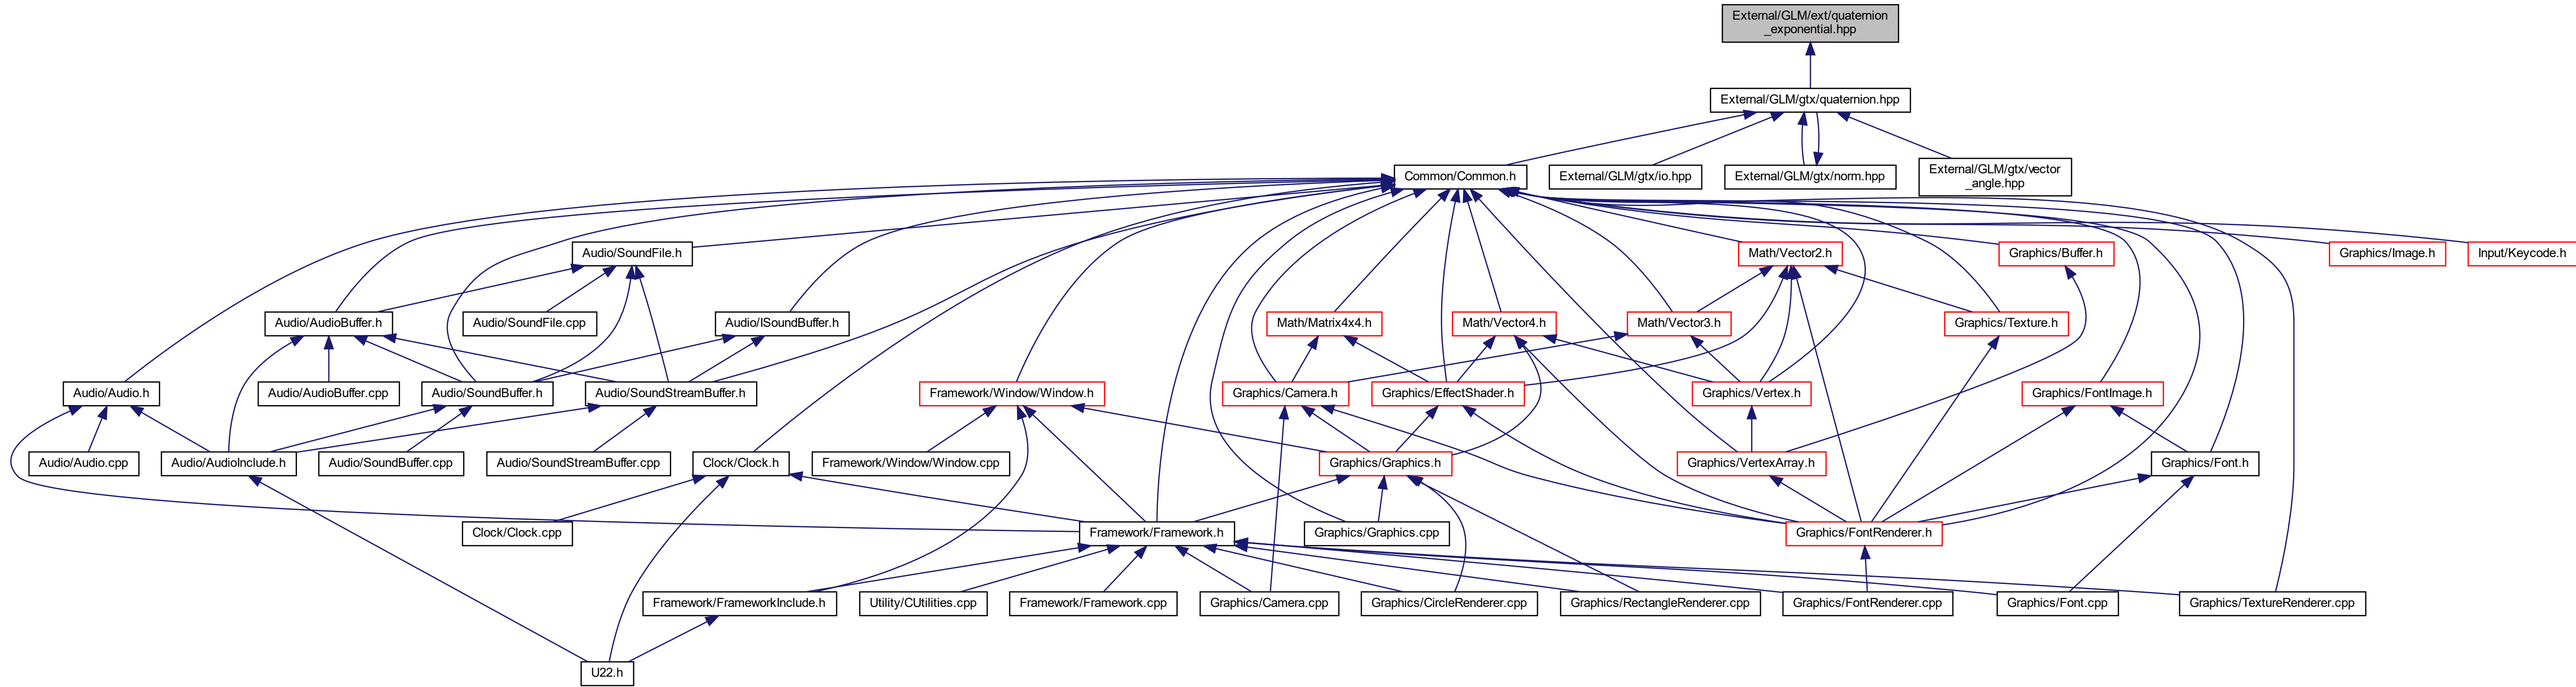 External/GLM/ext/quaternion
_exponential.hpp
External/GLM/gtx/quaternion.hpp
Common/Common.h
External/GLM/gtx/io.hpp
External/GLM/gtx/norm.hpp
External/GLM/gtx/vector
_angle.hpp
Audio/SoundFile.h
Math/Vector2.h
Graphics/Buffer.h
Graphics/Image.h
Input/Keycode.h
Audio/AudioBuffer.h
Audio/SoundFile.cpp
Audio/ISoundBuffer.h
Math/Matrix4x4.h
Math/Vector4.h
Math/Vector3.h
Graphics/Texture.h
Audio/Audio.h
Audio/AudioBuffer.cpp
Audio/SoundBuffer.h
Audio/SoundStreamBuffer.h
Framework/Window/Window.h
Graphics/Camera.h
Graphics/EffectShader.h
Graphics/Vertex.h
Graphics/FontImage.h
Audio/Audio.cpp
Audio/AudioInclude.h
Audio/SoundBuffer.cpp
Audio/SoundStreamBuffer.cpp
Clock/Clock.h
Framework/Window/Window.cpp
Graphics/Graphics.h
Graphics/VertexArray.h
Graphics/Font.h
Clock/Clock.cpp
Framework/Framework.h
Graphics/Graphics.cpp
Graphics/FontRenderer.h
Framework/FrameworkInclude.h
Utility/CUtilities.cpp
Framework/Framework.cpp
Graphics/Camera.cpp
Graphics/CircleRenderer.cpp
Graphics/RectangleRenderer.cpp
Graphics/FontRenderer.cpp
Graphics/Font.cpp
Graphics/TextureRenderer.cpp
U22.h